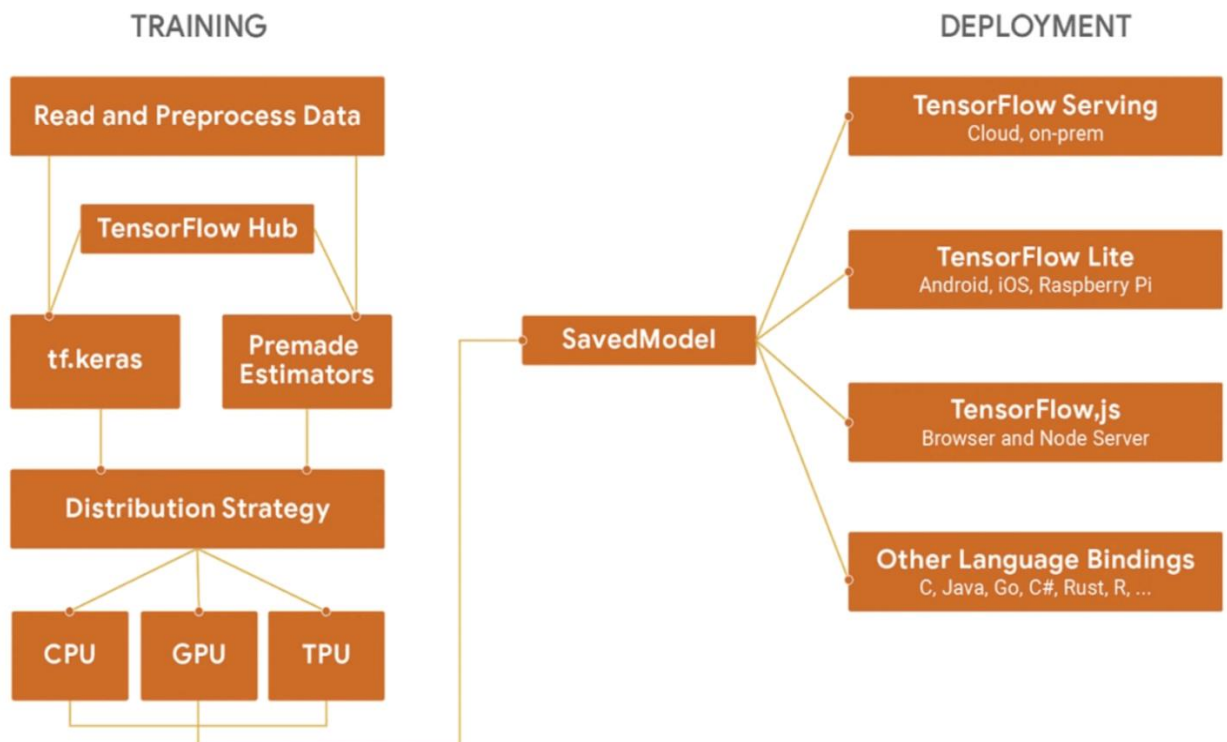 TRAINING
DEPLOYMENT
Read and Preprocess Data
TensorFlow Hub
tf.keras
Premade
Estimators
Distribution Strategy
CPU
GPU
TPU
SavedModel
TensorFlow Serving
Cloud, on-prem
TensorFlow Lite
Android, iOS, Raspberry Pi
TensorFlow,js
Browser and Node Server
Other Language Bindings
C, Java, Go, C#, Rust, R, ...